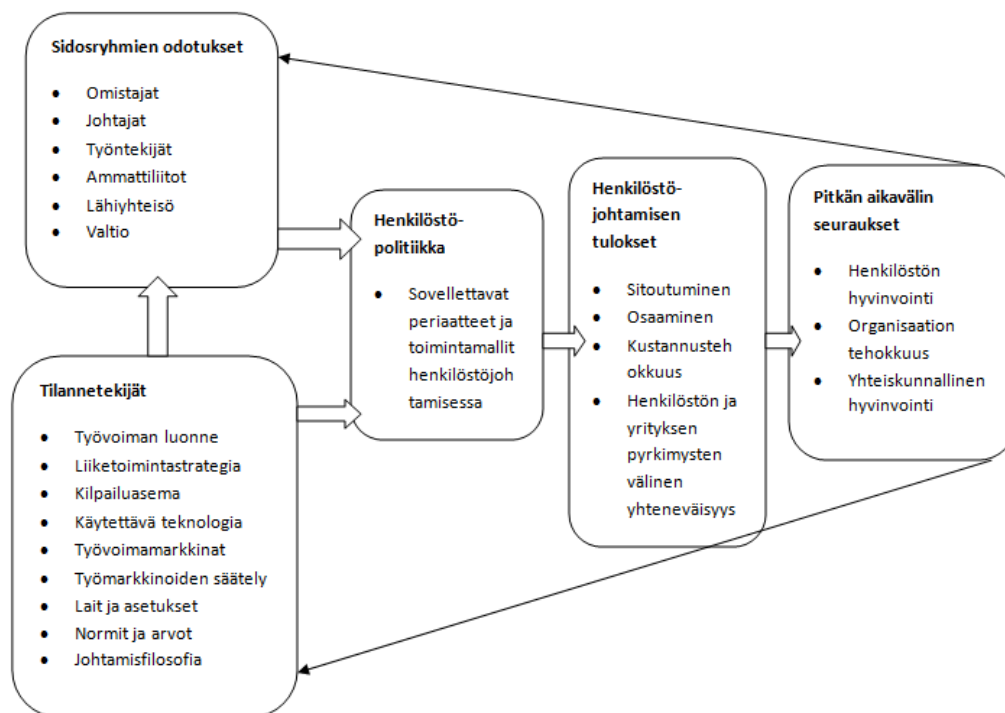 Sidosryhmien odotukset
• Omistajat
• Johtajat
• Työntekijät
• Ammattiliitot
• Lähiyhteisö
• Valtio
Tilannetekijät
• Työvoiman luonne
• Liiketoimintastrategia
• Kilpailuasema
• Käytettävä teknologia
• Työvoimamarkkinat
• Työmarkkinoiden säätely
• Lait ja asetukset
• Normit ja arvot
• Johtamisfilosofia
Henkilöstö-
politiikka
• Sovellettavat
periaatteet ja
toimintamallit
henkilöstöjoh
tamisessa
Henkilöstö-
johtamisen
tulokset
• Sitoutuminen
• Osaaminen
• Kustannusteh
okkuus
• Henkilöstön ja
yrityksen
pyrkimysten
välinen
yhteneväisyys
Pitkän aikavälin
seuraukset
• Henkilöstön
hyvinvointi
• Organisaation
tehokkuus
• Yhteiskunnallinen
hyvinvointi